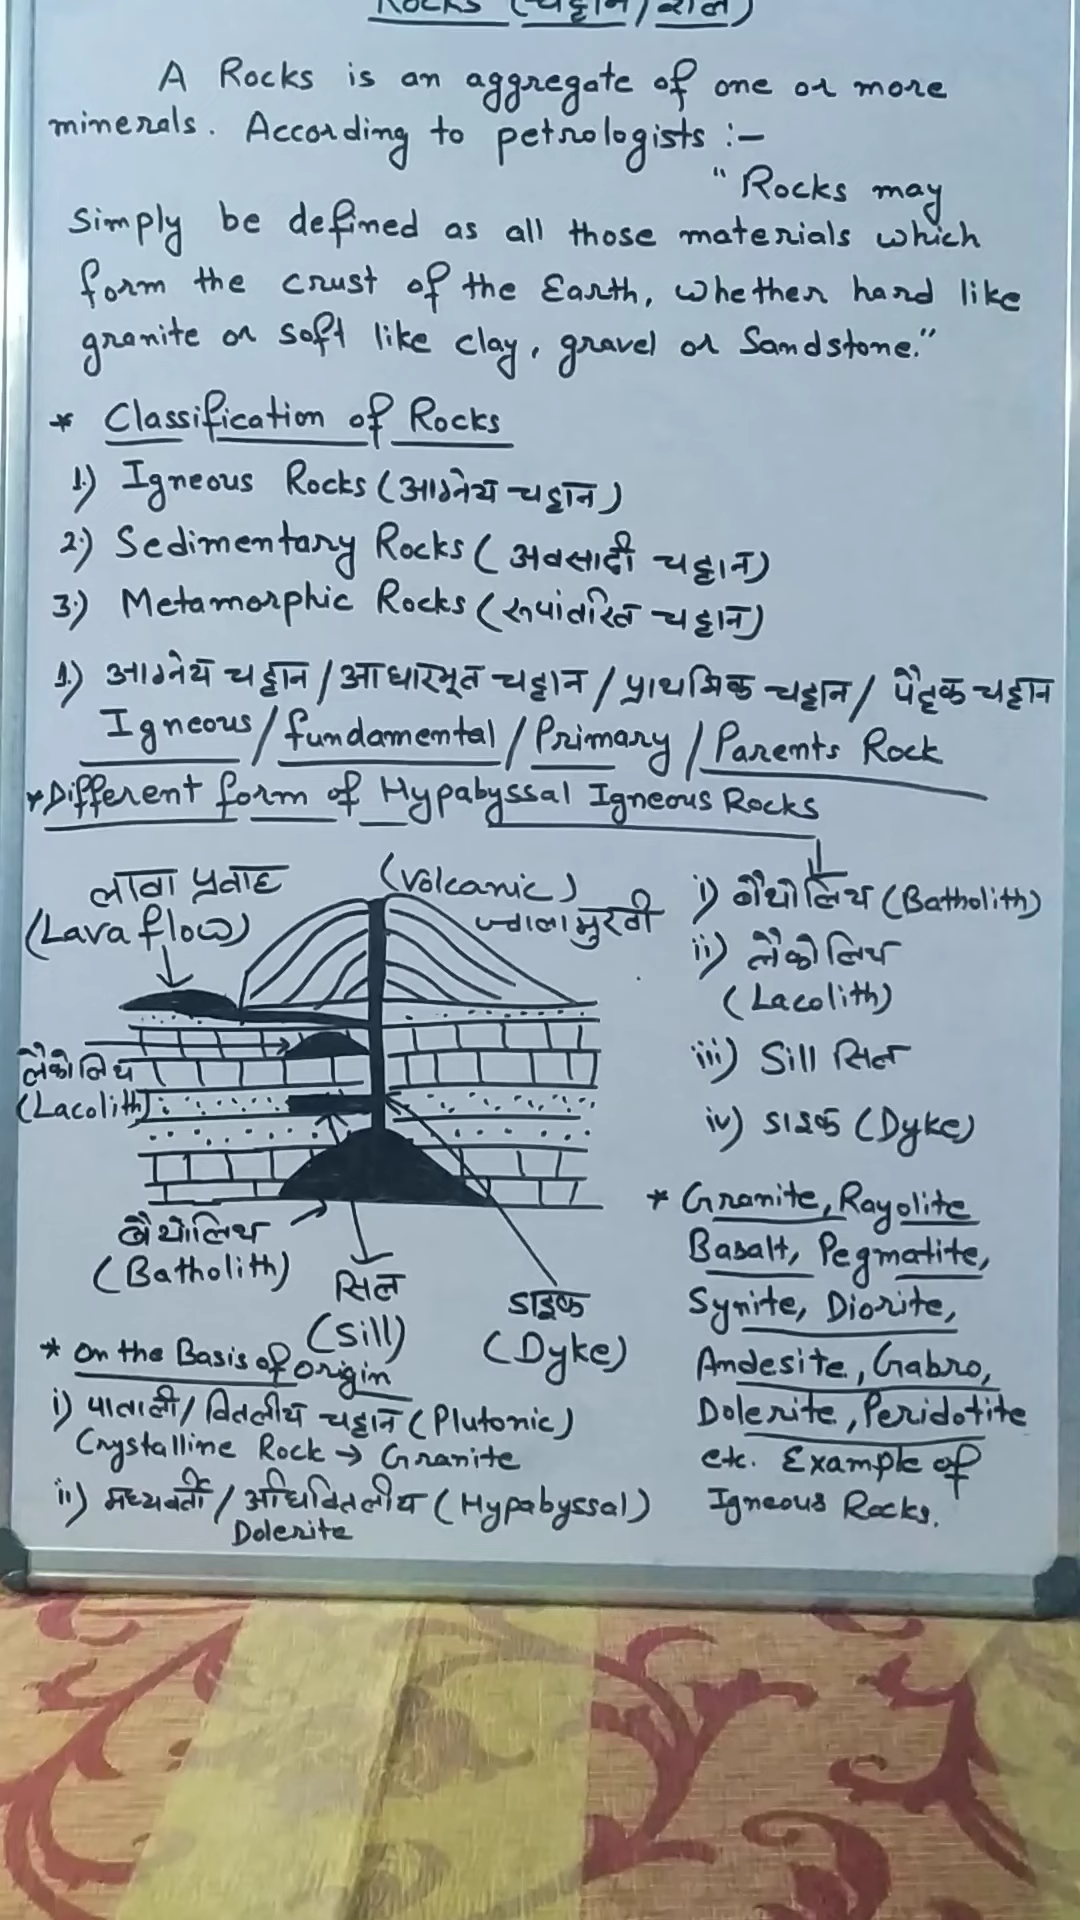 Rocks (चट्टान/शैल)
A Rocks is an aggregate of one or more
minerals. According to petrologists :-
"Rocks may
Simply be defined as all those materials which
form the crust of the Earth, whether hard like
granite or soft like clay, gravel or Sandstone."
* Classification of Rocks
1.) Igneous Rocks (आग्नेय चट्टान)
2.) Sedimentary Rocks (अवसादी चट्टान)
3.) Metamorphic Rocks (रूपांतरित चट्टान)
1.) आग्नेय चट्टान / आधारभूत चट्टान / प्राथमिक चट्टान / पैतृक चट्टान
Igneous / fundamental / Primary / Parents Rock
* Different form of Hypabyssal Igneous Rocks
लावा प्रवाह
(Lava flow)
(Volcanic)
ज्वालामुखी
लैकोलिथ
(Lacolith)
बैथोलिथ
(Batholith)
सिल
(Sill)
डाइक
(Dyke)
i) बैथोलिथ (Batholith)
ii) लैकोलिथ
(Lacolith)
iii) Sill सिल
iv) डाइक (Dyke)
* Granite, Rayolite
Basalt, Pegmatite,
Synite, Diorite,
Andesite, Gabro,
Dolerite, Peridotite
etc. Example of
Igneous Rocks.
* On the Basis of Origin
i) पाताली / वितलीय चट्टान (Plutonic)
Crystalline Rock → Granite
ii) मध्यवर्ती / अधिवितलीय (Hypabyssal)
Dolerite